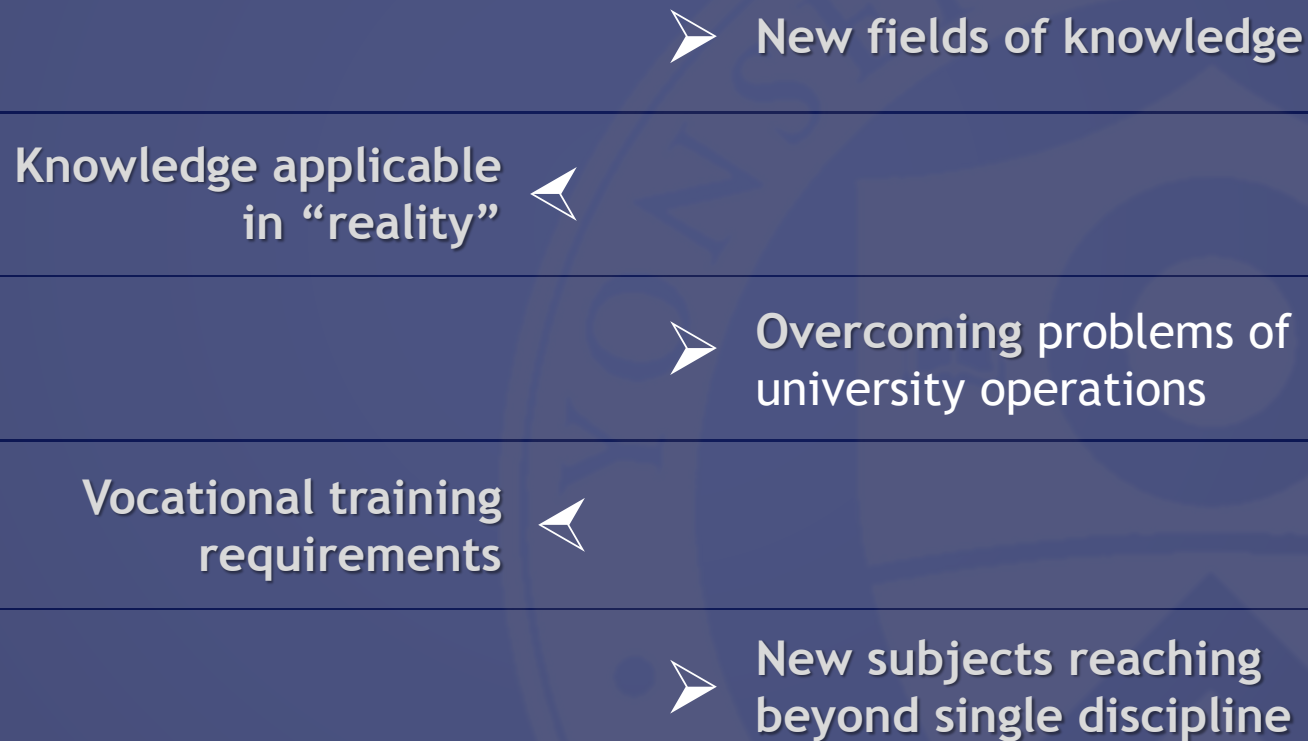 New fields of knowledge
Knowledge applicable
in “reality”
Overcoming problems of
university operations
Vocational training
requirements
New subjects reaching
beyond single discipline
YONS